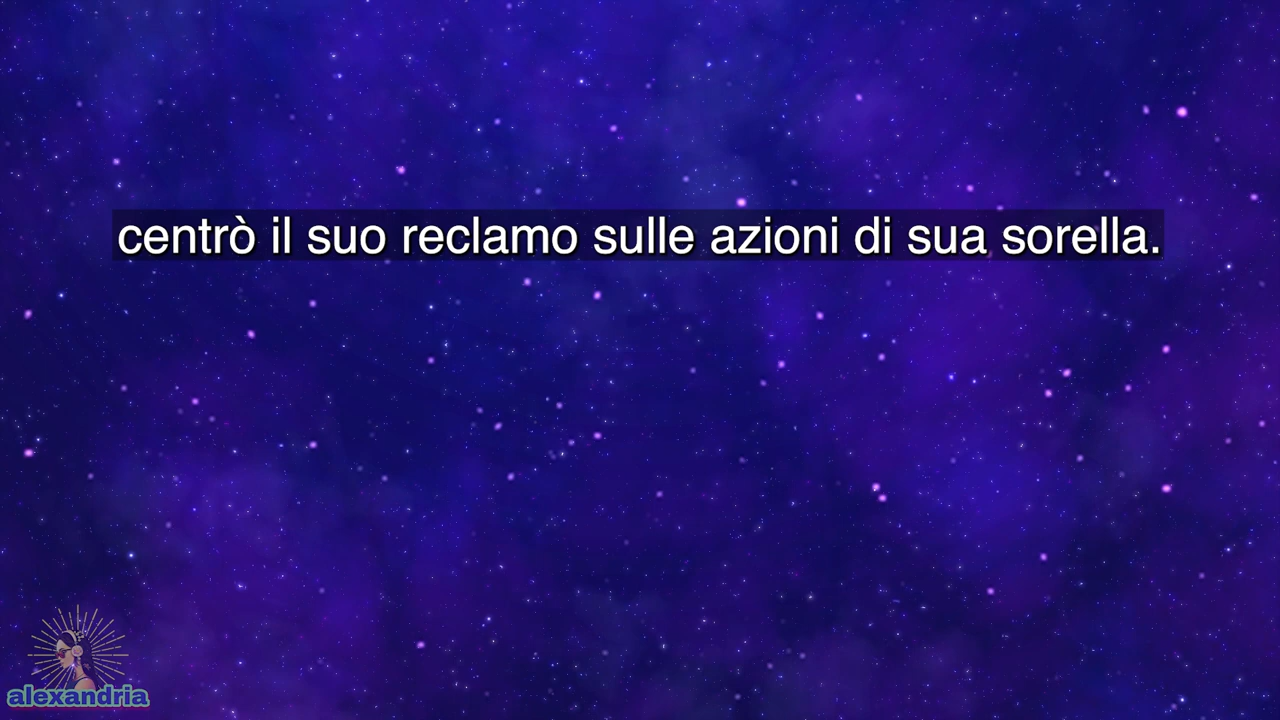 centrò il suo reclamo sulle azioni di sua sorella.
alexandria